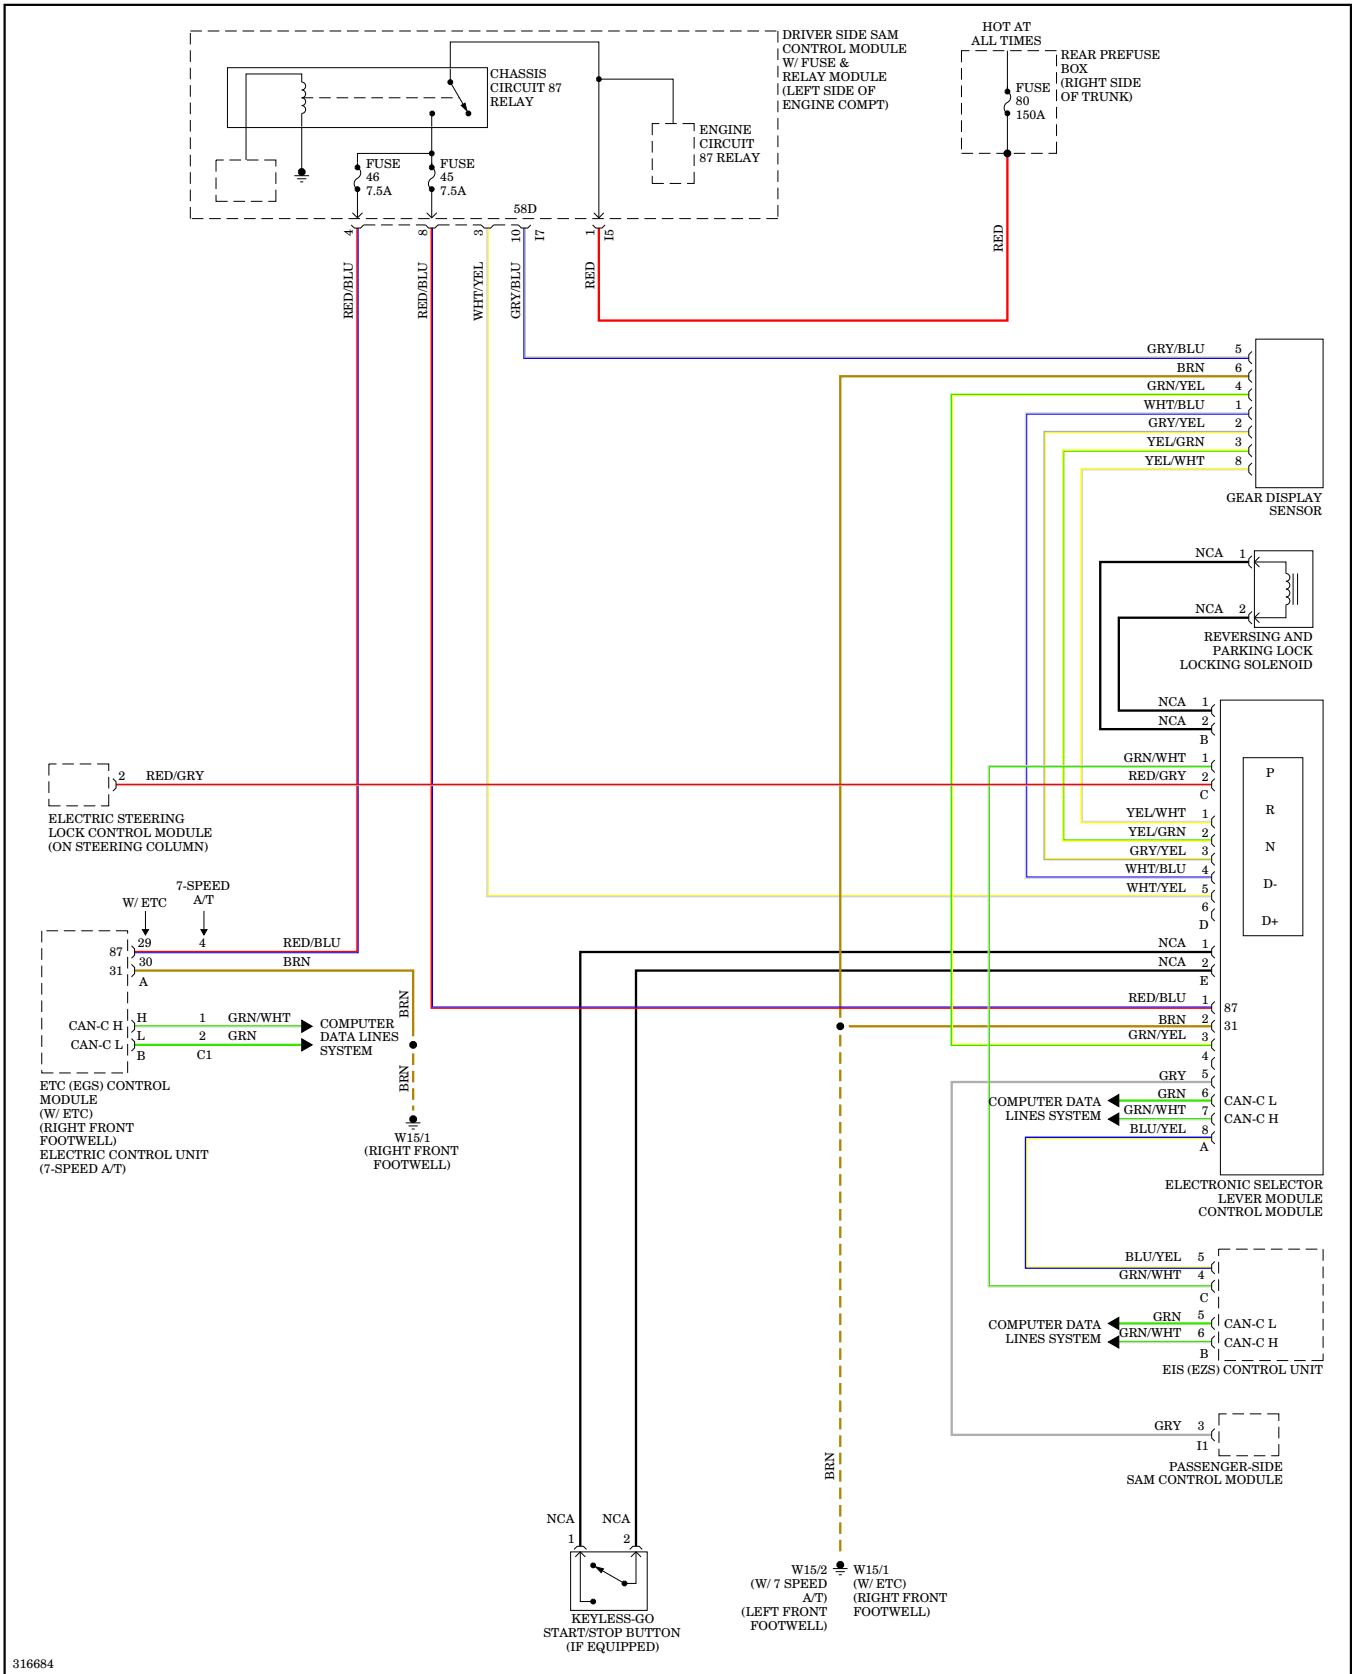 HOT AT
ALL TIMES
DRIVER SIDE SAM
CONTROL MODULE
W/ FUSE &
RELAY MODULE
(LEFT SIDE OF
ENGINE COMPT)
REAR PREFUSE
BOX
(RIGHT SIDE
OF TRUNK)
CHASSIS
CIRCUIT 87
RELAY
FUSE
80
150A
ENGINE
CIRCUIT
87 RELAY
FUSE
46
7.5A
FUSE
45
7.5A
58D
4
8
3
10
I7
1
I5
RED/BLU
RED/BLU
WHT/YEL
GRY/BLU
RED
RED
GRY/BLU 5
BRN 6
GRN/YEL 4
WHT/BLU 1
GRY/YEL 2
YEL/GRN 3
YEL/WHT 8
GEAR DISPLAY
SENSOR
NCA 1
NCA 2
REVERSING AND
PARKING LOCK
LOCKING SOLENOID
NCA 1
NCA 2
B
GRN/WHT 1
RED/GRY 2
C
YEL/WHT 1
YEL/GRN 2
GRY/YEL 3
WHT/BLU 4
WHT/YEL 5
6
D
P
R
N
D-
D+
NCA 1
NCA 2
E
RED/BLU 1 87
BRN 2 31
GRN/YEL 3
4
GRY 5
GRN 6 CAN-C L
GRN/WHT 7 CAN-C H
BLU/YEL 8
A
COMPUTER DATA
LINES SYSTEM
ELECTRONIC SELECTOR
LEVER MODULE
CONTROL MODULE
2 RED/GRY
ELECTRIC STEERING
LOCK CONTROL MODULE
(ON STEERING COLUMN)
7-SPEED
A/T
W/ ETC
87 29 4 RED/BLU
31 30 BRN
A
CAN-C H H 1 GRN/WHT
CAN-C L L 2 GRN
B C1
COMPUTER
DATA LINES
SYSTEM
BRN
BRN
ETC (EGS) CONTROL
MODULE
(W/ ETC)
(RIGHT FRONT
FOOTWELL)
ELECTRIC CONTROL UNIT
(7-SPEED A/T)
W15/1
(RIGHT FRONT
FOOTWELL)
BLU/YEL 5
GRN/WHT 4
C
GRN 5 CAN-C L
GRN/WHT 6 CAN-C H
B
COMPUTER DATA
LINES SYSTEM
EIS (EZS) CONTROL UNIT
GRY 3
I1
PASSENGER-SIDE
SAM CONTROL MODULE
BRN
NCA NCA
1 2
KEYLESS-GO
START/STOP BUTTON
(IF EQUIPPED)
W15/2
(W/ 7 SPEED
A/T)
(LEFT FRONT
FOOTWELL)
W15/1
(W/ ETC)
(RIGHT FRONT
FOOTWELL)
316684